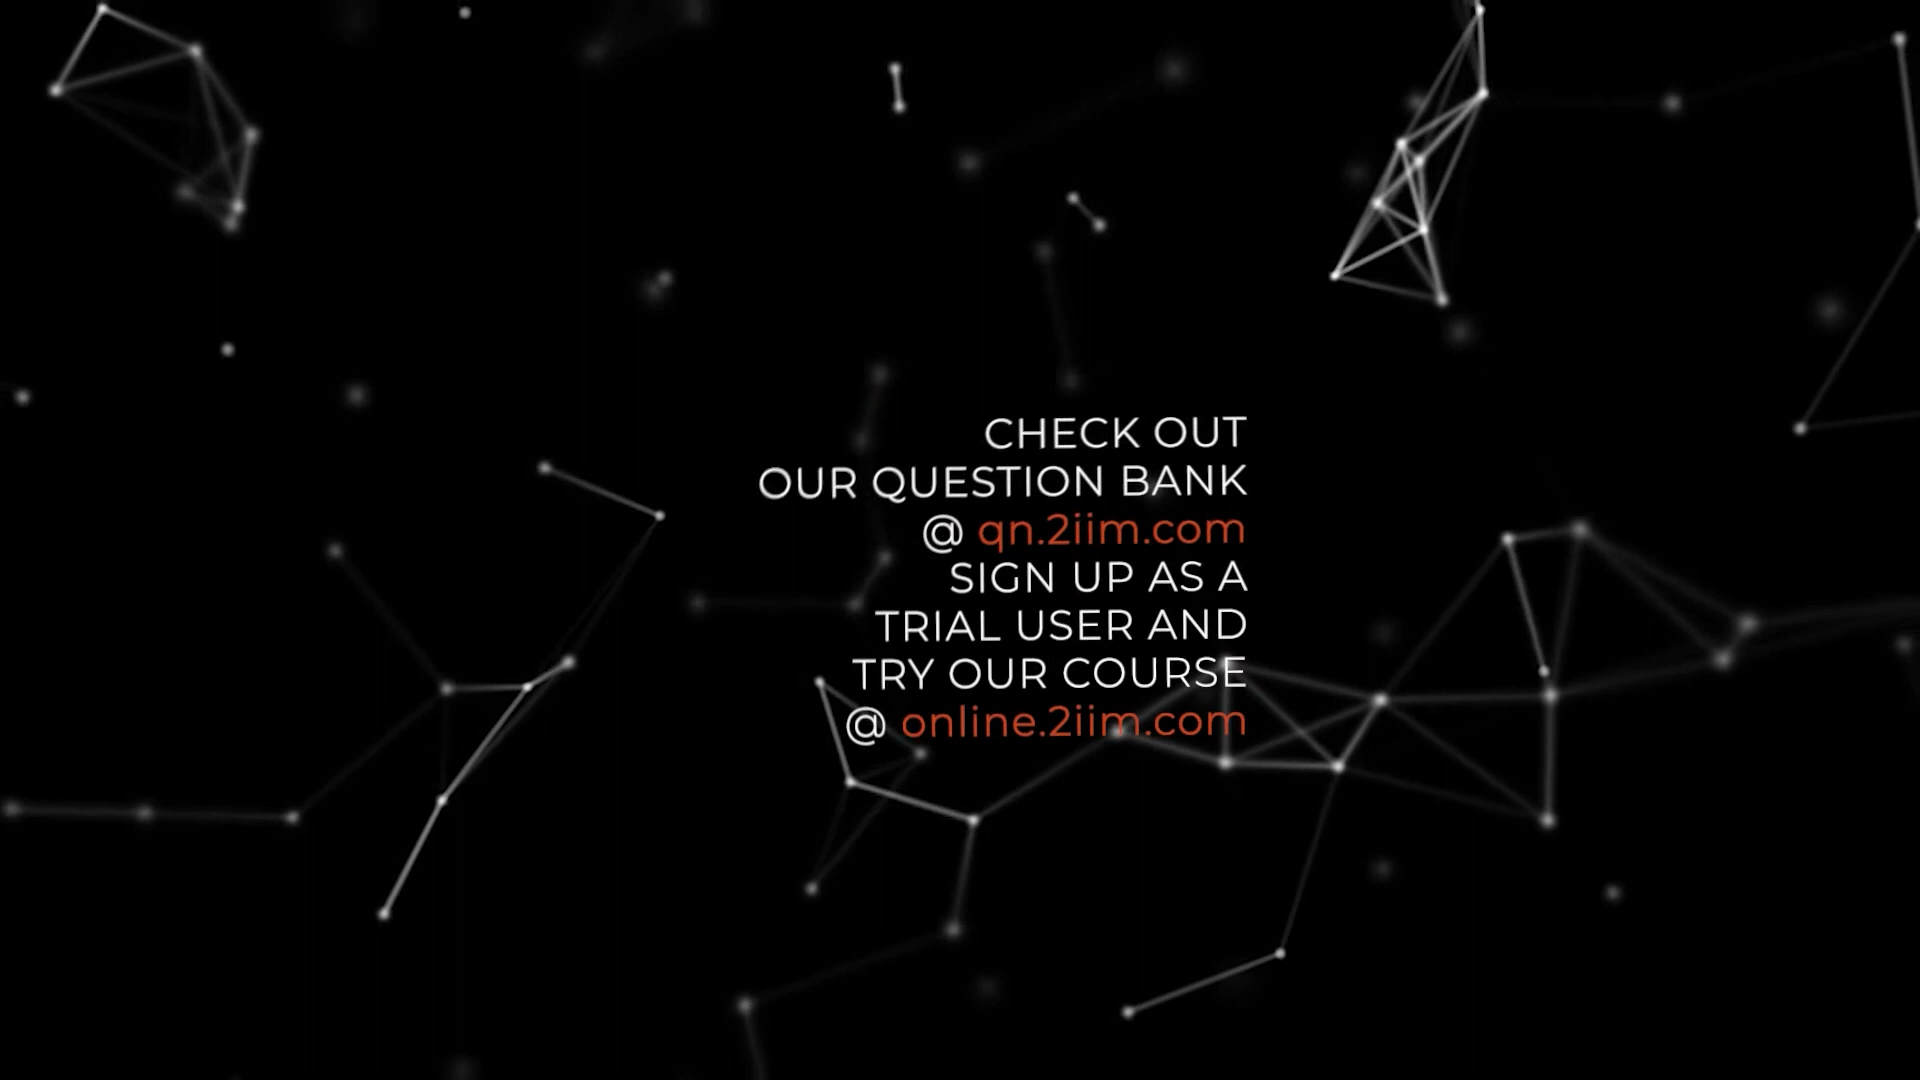 CHECK OUT
OUR QUESTION BANK
@ qn.2iim.com
SIGN UP AS A
TRIAL USER AND
TRY OUR COURSE
@ online.2iim.com